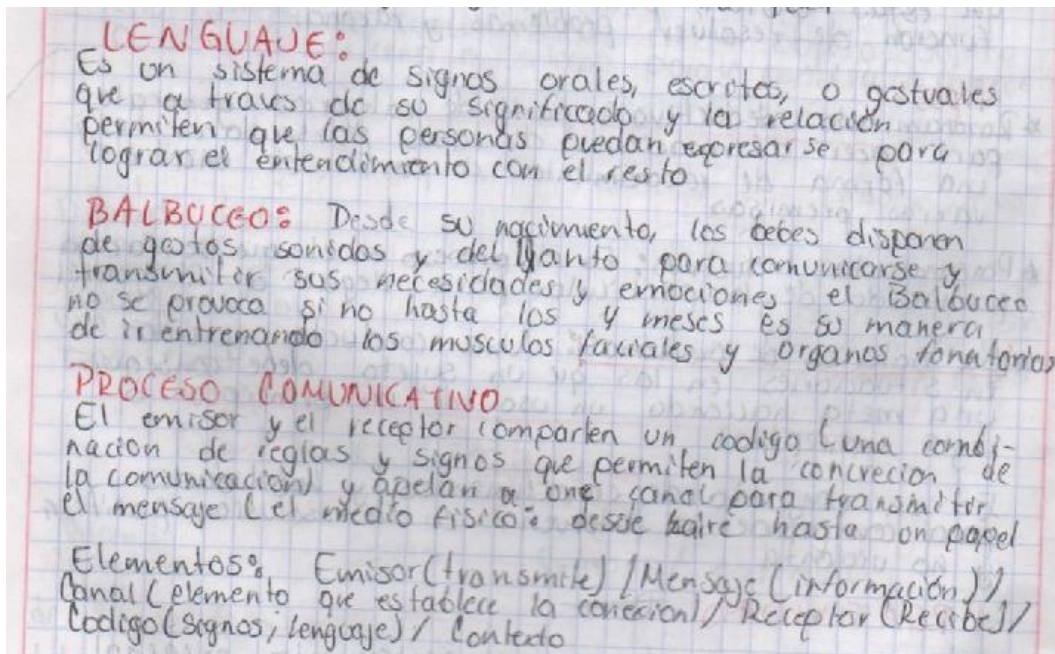 LENGUAJE:
Es un sistema de signos orales, escritos, o gestuales
que a traves de su significado y la relación
permiten que las personas puedan expresarse para
lograr el entendimiento con el resto
BALBUCEO: Desde su nacimiento, los bebes disponen
de gestos sonidos y del llanto para comunicarse y
transmitir sus necesidades y emociones el Balbuceo
no se provoca si no hasta los 4 meses es su manera
de ir entrenando los musculos faciales y organos fonatorios
PROCESO COMUNICATIVO
El emisor y el receptor comparten un codigo (una combi-
nacion de reglas y signos que permiten la concrecion de
la comunicacion) y apelan a one canal para transmitir
el mensaje (el medio fisico: desde aire hasta un papel
Elementos: Emisor (transmite) / Mensaje (información) /
Canal (elemento que establece la conexion) / Receptor (Recibe) /
Codigo (signos, lenguaje) / Contexto